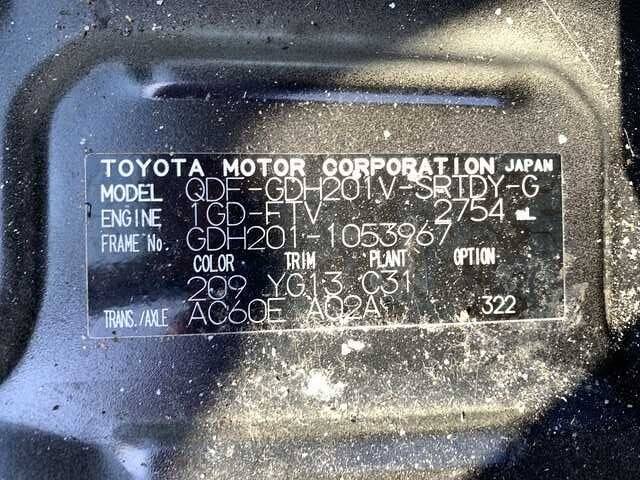 TOYOTA MOTOR CORPORATION JAPAN
MODEL QDF-GDH201V-SRTDY-G
ENGINE 1GD-FTV 2754 mL
FRAME No. GDH201-1053967
COLOR TRIM PLANT OPTION
209 YG13 C31
TRANS./AXLE AC60E A02A 322